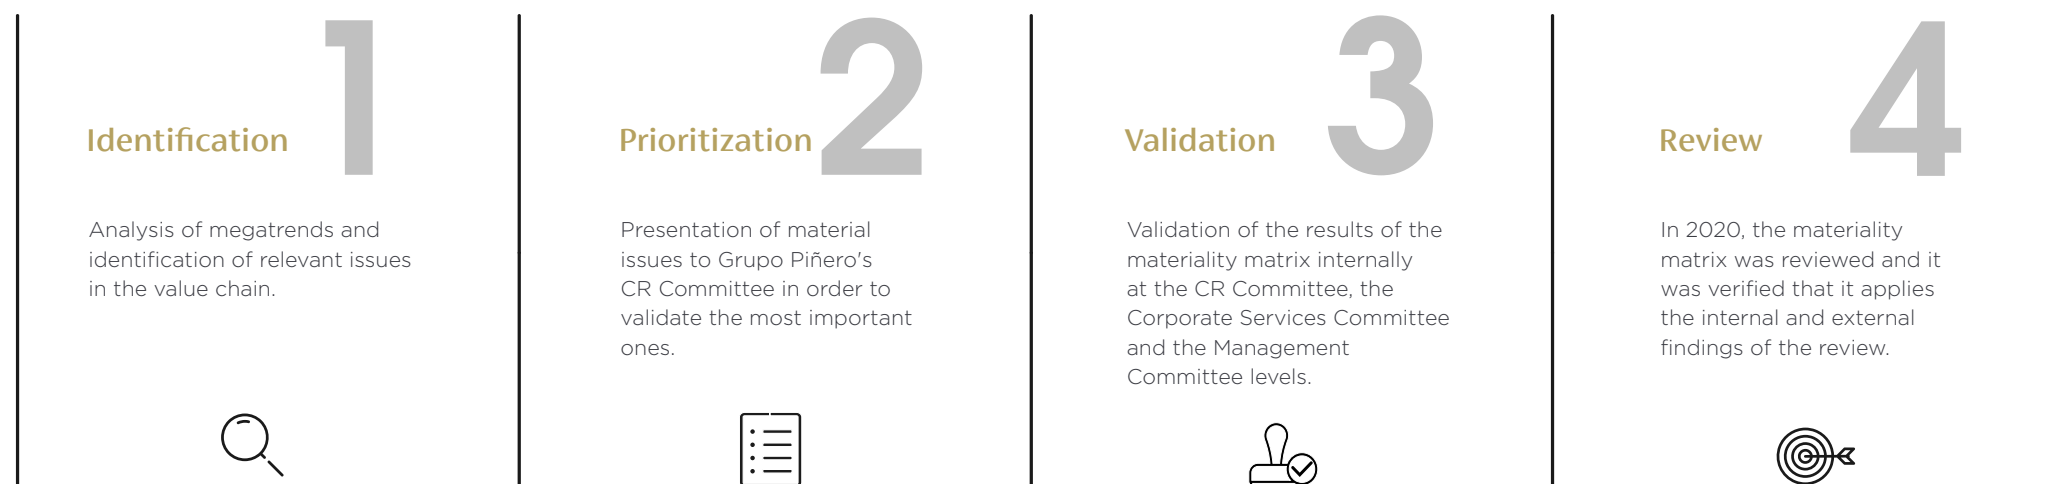 1
Identification
Analysis of megatrends and
identification of relevant issues
in the value chain.
2
Prioritization
Presentation of material
issues to Grupo Piñero's
CR Committee in order to
validate the most important
ones.
3
Validation
Validation of the results of the
materiality matrix internally
at the CR Committee, the
Corporate Services Committee
and the Management
Committee levels.
4
Review
In 2020, the materiality
matrix was reviewed and it
was verified that it applies
the internal and external
findings of the review.